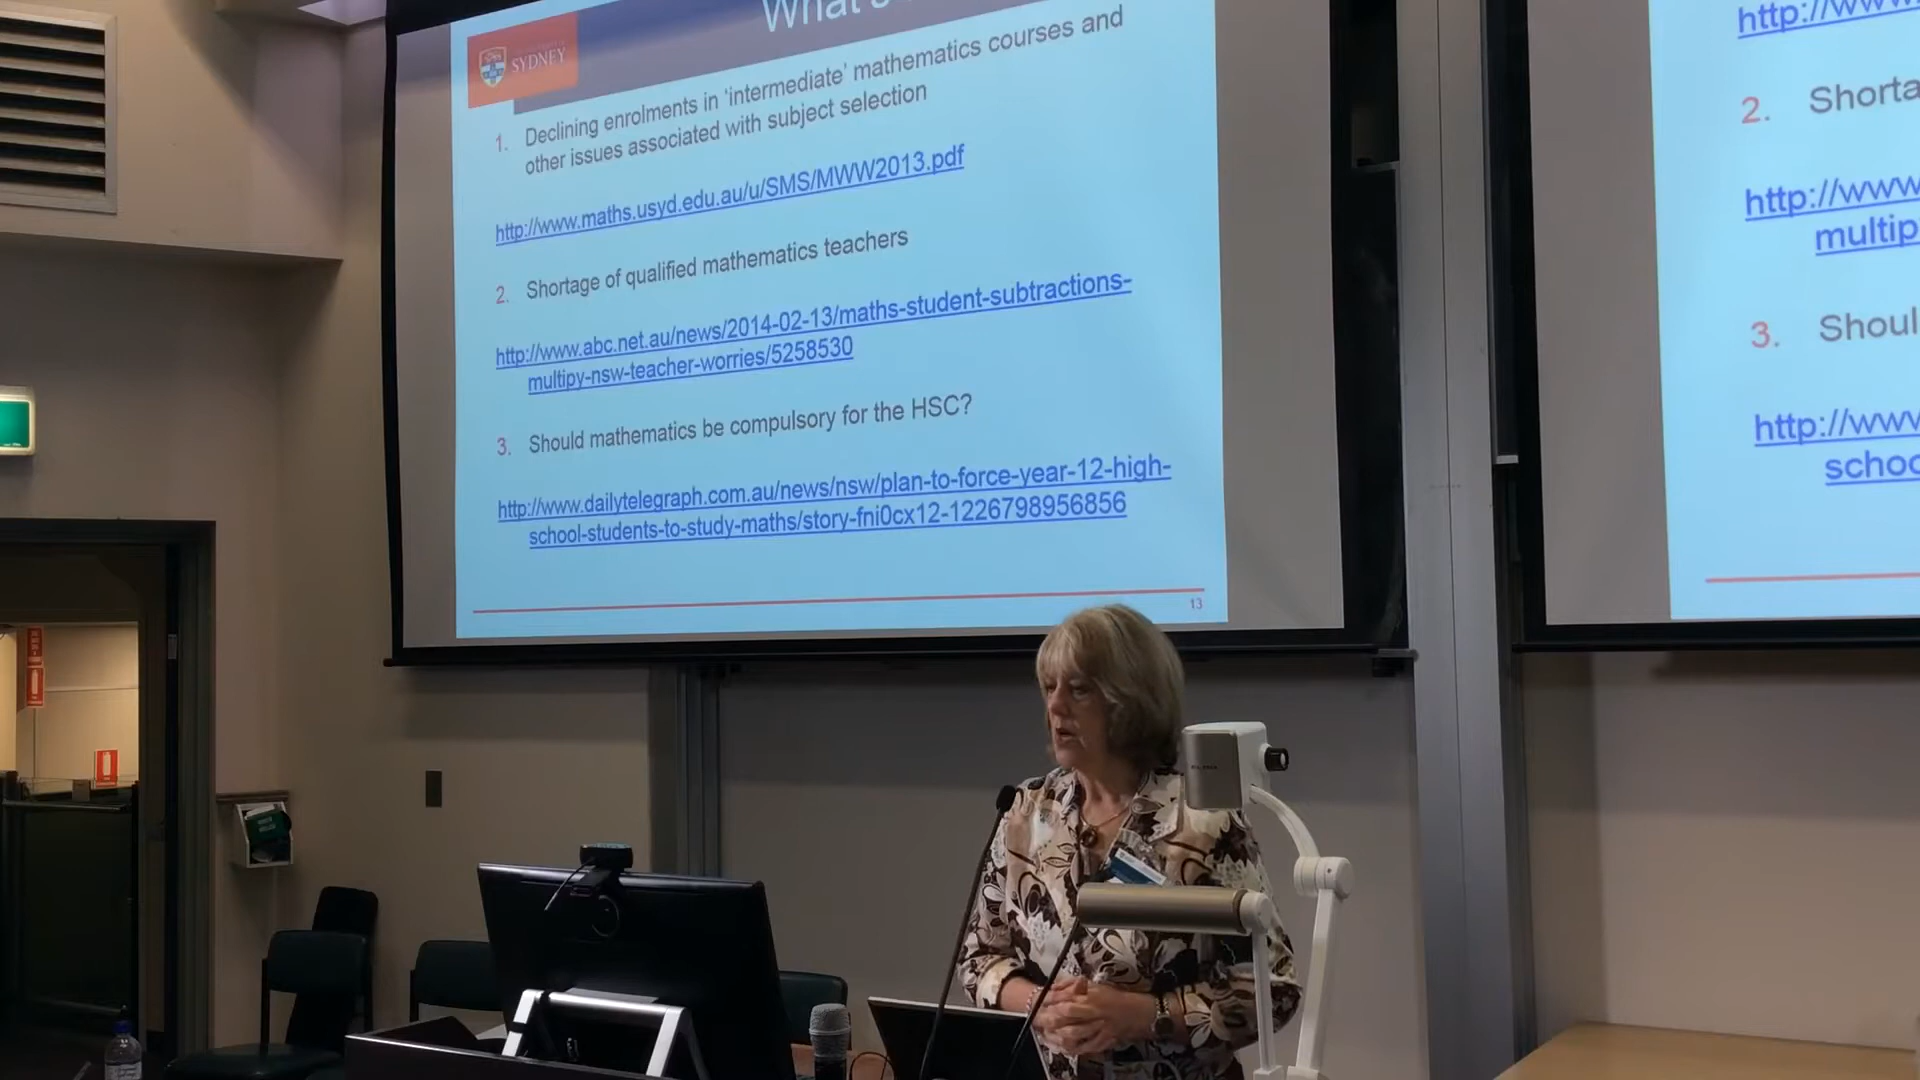 What's
SYDNEY
1. Declining enrolments in 'intermediate' mathematics courses and
other issues associated with subject selection
http://www.maths.usyd.edu.au/u/SMS/MWW2013.pdf
2. Shortage of qualified mathematics teachers
http://www.abc.net.au/news/2014-02-13/maths-student-subtractions-
multipy-nsw-teacher-worries/5258530
3. Should mathematics be compulsory for the HSC?
http://www.dailytelegraph.com.au/news/nsw/plan-to-force-year-12-high-
school-students-to-study-maths/story-fni0cx12-1226798956856
13
http://www
2. Shorta
http://www
multip
3. Shoul
http://www
schoo